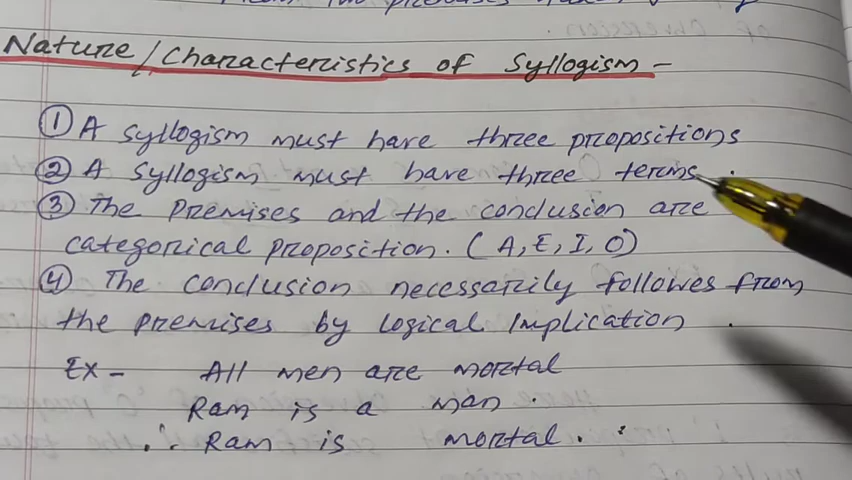 Nature/Characteristics of Syllogism -
① A Syllogism must have three propositions
② A Syllogism must have three terms.
③ The Premises and the conclusion are
categorical proposition. (A, E, I, O)
④ The conclusion necessarily followes from
the premises by Logical Implication.
Ex - All men are mortal
Ram is a man.
∴ Ram is mortal.